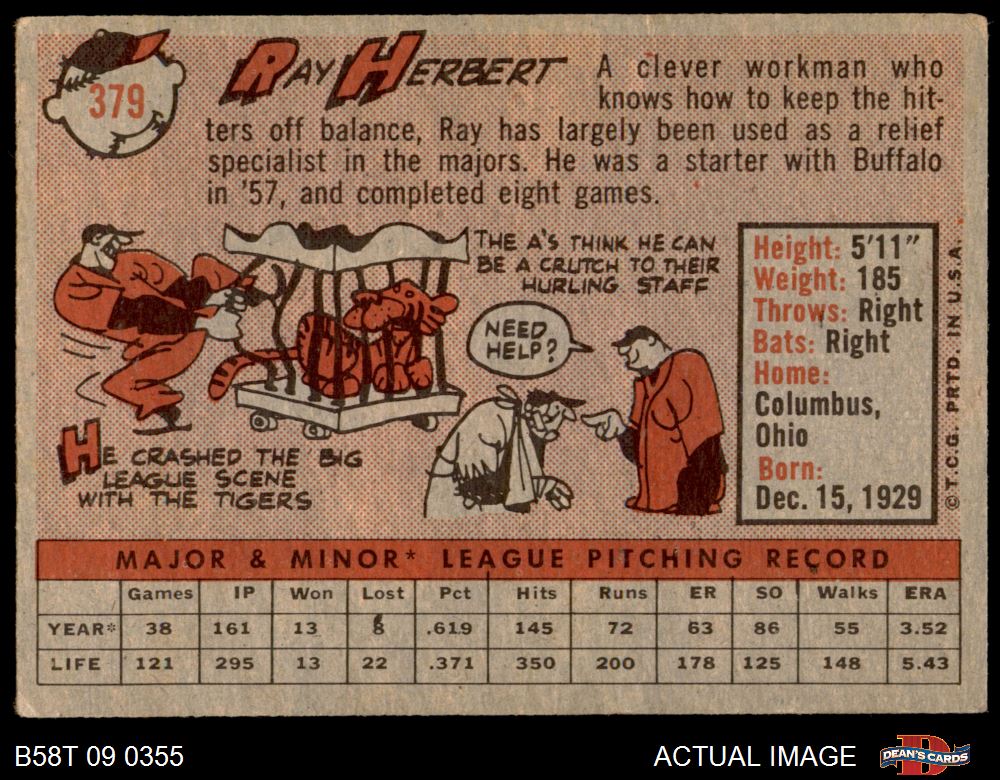 379
RAY HERBERT
A clever workman who
knows how to keep the hit-
ters off balance, Ray has largely been used as a relief
specialist in the majors. He was a starter with Buffalo
in '57, and completed eight games.
THE A'S THINK HE CAN
BE A CRUTCH TO THEIR
HURLING STAFF
NEED
HELP?
HE CRASHED THE BIG
LEAGUE SCENE
WITH THE TIGERS
Height: 5'11"
Weight: 185
Throws: Right
Bats: Right
Home:
Columbus,
Ohio
Born:
Dec. 15, 1929
© T.C.G. PRTD. IN U.S.A.
MAJOR & MINOR* LEAGUE PITCHING RECORD
Games IP Won Lost Pct Hits Runs ER SO Walks ERA
YEAR* 38 161 13 8 .619 145 72 63 86 55 3.52
LIFE 121 295 13 22 .371 350 200 178 125 148 5.43
B58T 09 0355
ACTUAL IMAGE
DEAN'S CARDS